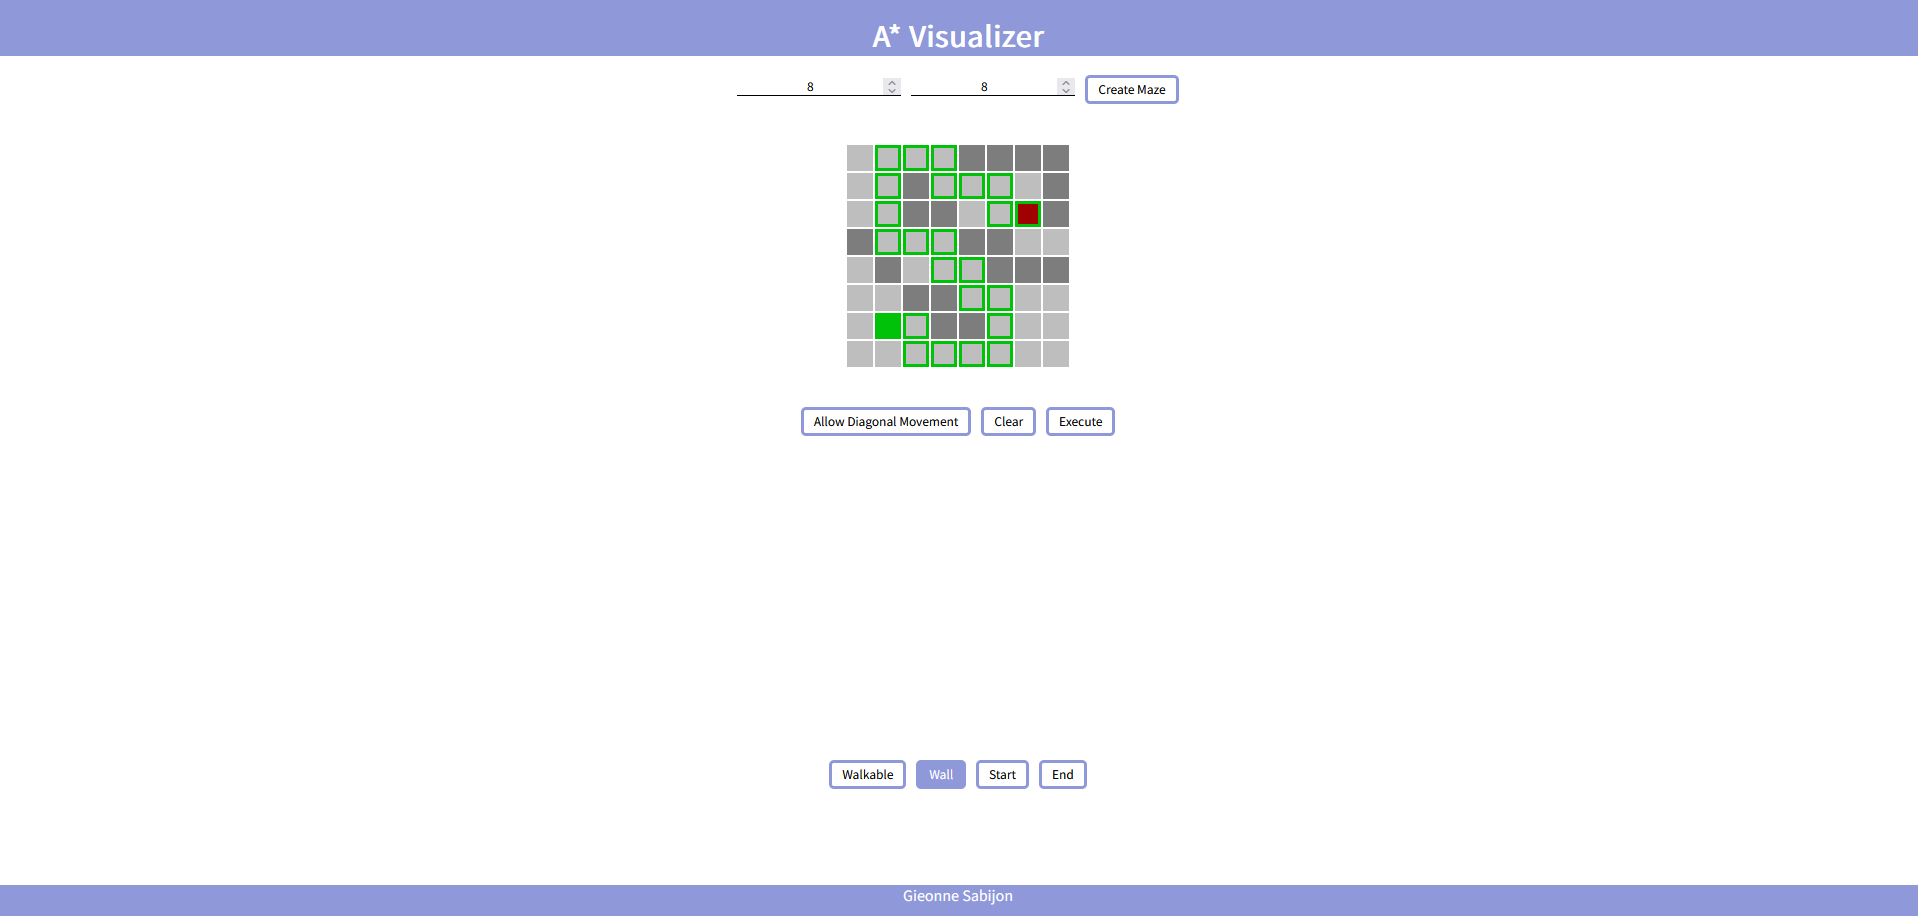 A* Visualizer
8 8 Create Maze
Allow Diagonal Movement Clear Execute
Walkable Wall Start End
Gieonne Sabijon